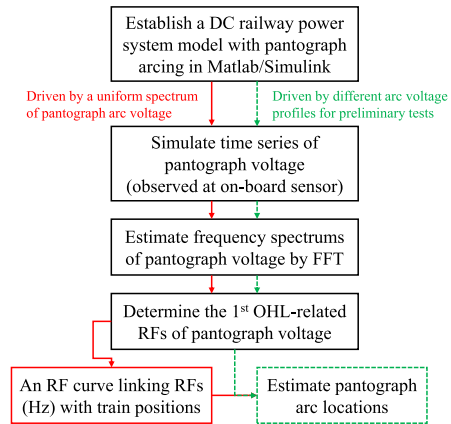 Establish a DC railway power
system model with pantograph
arcing in Matlab/Simulink
Driven by a uniform spectrum
of pantograph arc voltage
Driven by different arc voltage
profiles for preliminary tests
Simulate time series of
pantograph voltage
(observed at on-board sensor)
Estimate frequency spectrums
of pantograph voltage by FFT
Determine the 1st OHL-related
RFs of pantograph voltage
An RF curve linking RFs
(Hz) with train positions
Estimate pantograph
arc locations